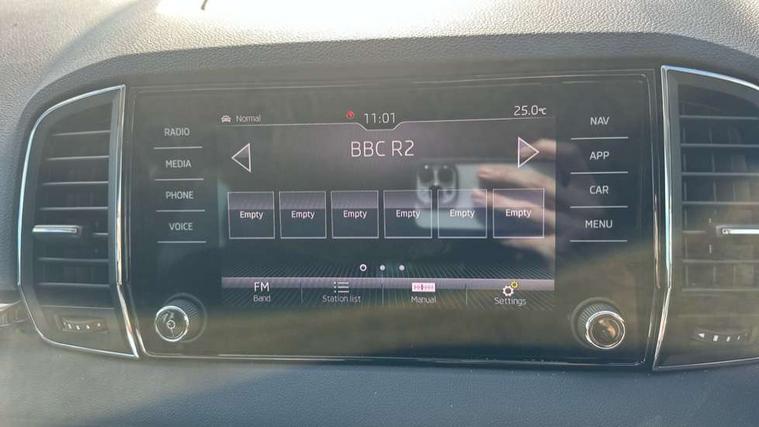 RADIO
MEDIA
PHONE
VOICE
Normal 11:01 25.0°C
BBC R2
Empty Empty Empty Empty Empty Empty
FM
Band Station list Manual Settings
NAV
APP
CAR
MENU